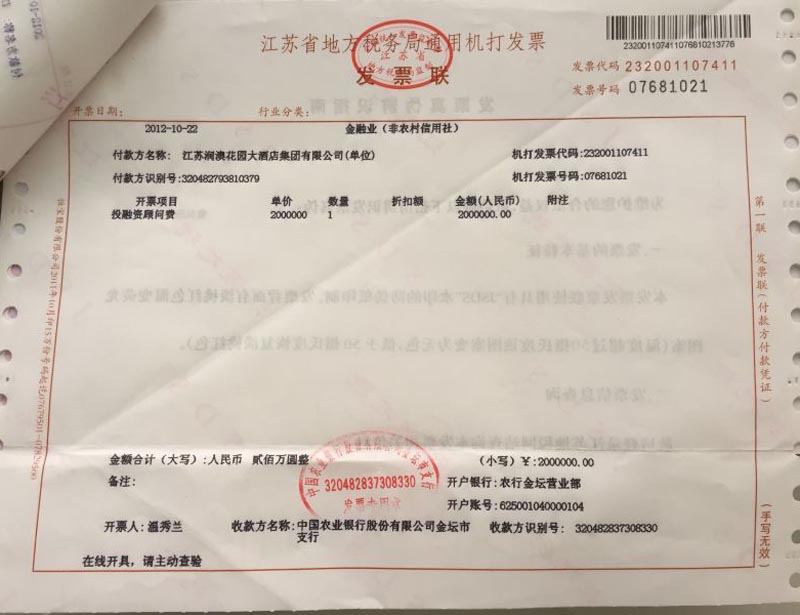 232001107411076810213776
江苏省地方税务局通用机打发票
发票联
发票代码 232001107411
发票号码 07681021
开票日期: 行业分类:
2012-10-22 金融业（非农村信用社）
付款方名称: 江苏润澳花园大酒店集团有限公司(单位) 机打发票代码:232001107411
付款方识别号:320482793810379 机打发票号码:07681021
开票项目 单价 数量 折扣额 金额(人民币) 附注
投融资顾问费 2000000 1 2000000.00
金额合计（大写）:人民币 贰佰万圆整 （小写）¥:2000000.00
备注: 开户银行: 农行金坛营业部
320482837308330
发票专用章
开户账号:625001040000104
开票人: 温秀兰 收款方名称:中国农业银行股份有限公司金坛市支行 收款方识别号: 320482837308330
在线开具，请主动查验
第一联 发票联(付款方付款凭证)
(手写无效)